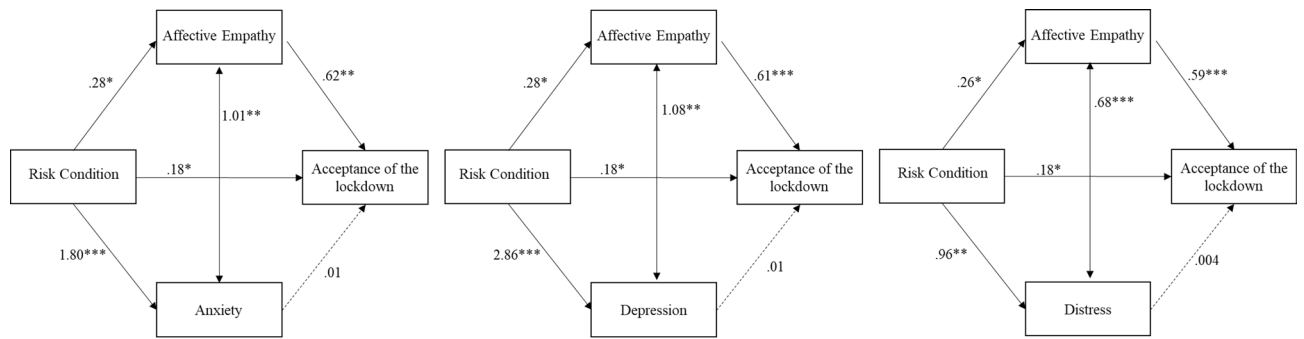 Affective Empathy
.28*
.62**
1.01**
Risk Condition
.18*
Acceptance of the
lockdown
1.80***
.01
Anxiety
Affective Empathy
.28*
.61***
1.08**
Risk Condition
.18*
Acceptance of the
lockdown
2.86***
.01
Depression
Affective Empathy
.26*
.59***
.68***
Risk Condition
.18*
Acceptance of the
lockdown
.96**
.004
Distress